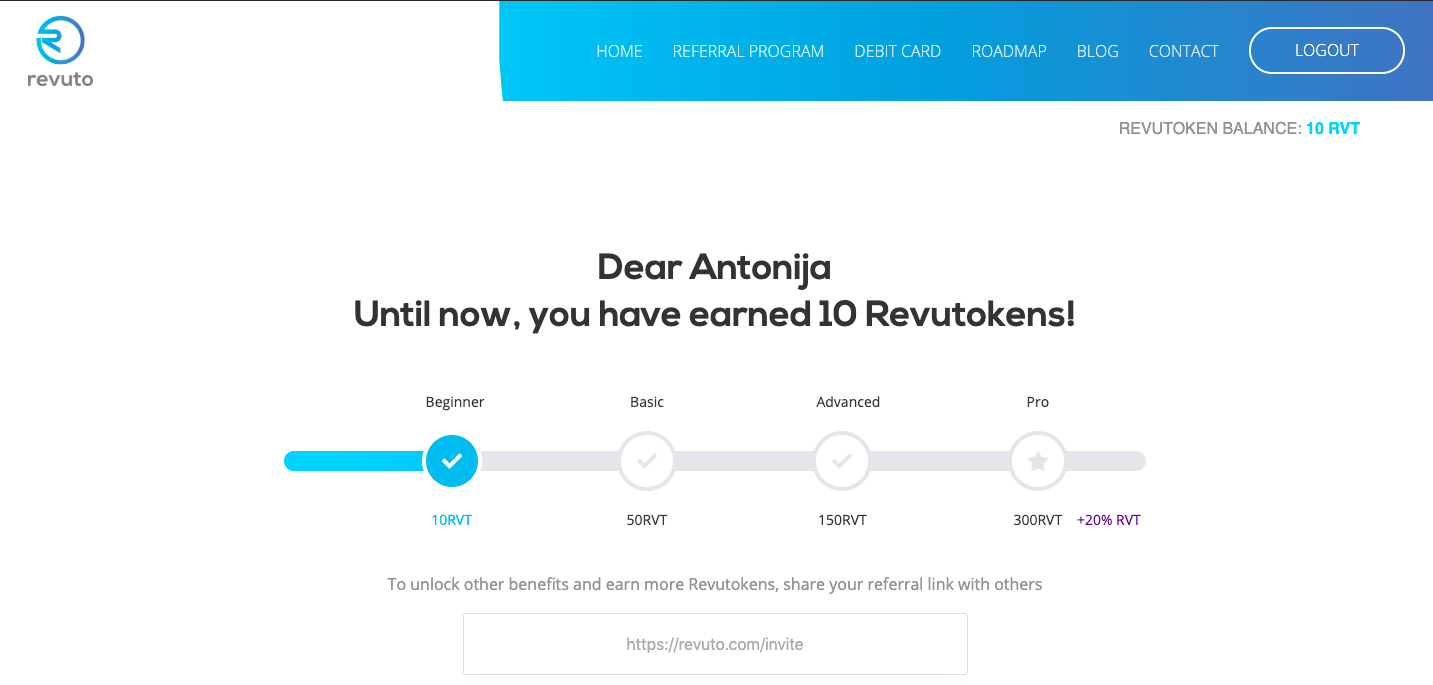 revuto
HOME REFERRAL PROGRAM DEBIT CARD ROADMAP BLOG CONTACT LOGOUT
REVUTOKEN BALANCE: 10 RVT
Dear Antonija
Until now, you have earned 10 Revutokens!
Beginner Basic Advanced Pro
10RVT 50RVT 150RVT 300RVT +20% RVT
To unlock other benefits and earn more Revutokens, share your referral link with others
https://revuto.com/invite